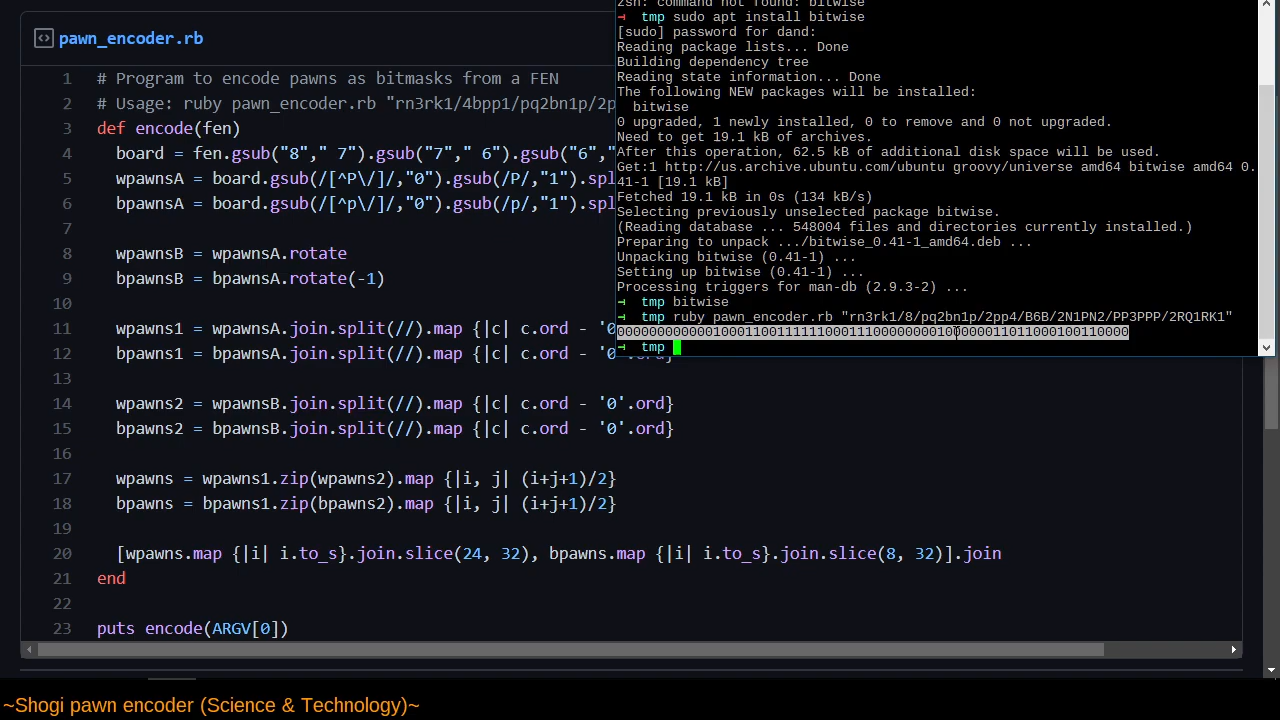 pawn_encoder.rb
1 # Program to encode pawns as bitmasks from a FEN
2 # Usage: ruby pawn_encoder.rb "rn3rk1/4bpp1/pq2bn1p/2p
3 def encode(fen)
4 board = fen.gsub("8"," 7").gsub("7"," 6").gsub("6","
5 wpawnsA = board.gsub(/[^P\/]/,"0").gsub(/P/,"1").spl
6 bpawnsA = board.gsub(/[^p\/]/,"0").gsub(/p/,"1").spl
7
8 wpawnsB = wpawnsA.rotate
9 bpawnsB = bpawnsA.rotate(-1)
10
11 wpawns1 = wpawnsA.join.split(//).map {|c| c.ord - '0
12 bpawns1 = bpawnsA.join.split(//).map {|c| c.ord - '0'.ord}
13
14 wpawns2 = wpawnsB.join.split(//).map {|c| c.ord - '0'.ord}
15 bpawns2 = bpawnsB.join.split(//).map {|c| c.ord - '0'.ord}
16
17 wpawns = wpawns1.zip(wpawns2).map {|i, j| (i+j+1)/2}
18 bpawns = bpawns1.zip(bpawns2).map {|i, j| (i+j+1)/2}
19
20 [wpawns.map {|i| i.to_s}.join.slice(24, 32), bpawns.map {|i| i.to_s}.join.slice(8, 32)].join
21 end
22
23 puts encode(ARGV[0])
zsh: command not found: bitwise
→ tmp sudo apt install bitwise
[sudo] password for dand:
Reading package lists... Done
Building dependency tree
Reading state information... Done
The following NEW packages will be installed:
bitwise
0 upgraded, 1 newly installed, 0 to remove and 0 not upgraded.
Need to get 19.1 kB of archives.
After this operation, 62.5 kB of additional disk space will be used.
Get:1 http://us.archive.ubuntu.com/ubuntu groovy/universe amd64 bitwise amd64 0.
41-1 [19.1 kB]
Fetched 19.1 kB in 0s (134 kB/s)
Selecting previously unselected package bitwise.
(Reading database ... 548004 files and directories currently installed.)
Preparing to unpack .../bitwise_0.41-1_amd64.deb ...
Unpacking bitwise (0.41-1) ...
Setting up bitwise (0.41-1) ...
Processing triggers for man-db (2.9.3-2) ...
→ tmp bitwise
→ tmp ruby pawn_encoder.rb "rn3rk1/8/pq2bn1p/2pp4/B6B/2N1PN2/PP3PPP/2RQ1RK1"
→ tmp
~Shogi pawn encoder (Science & Technology)~